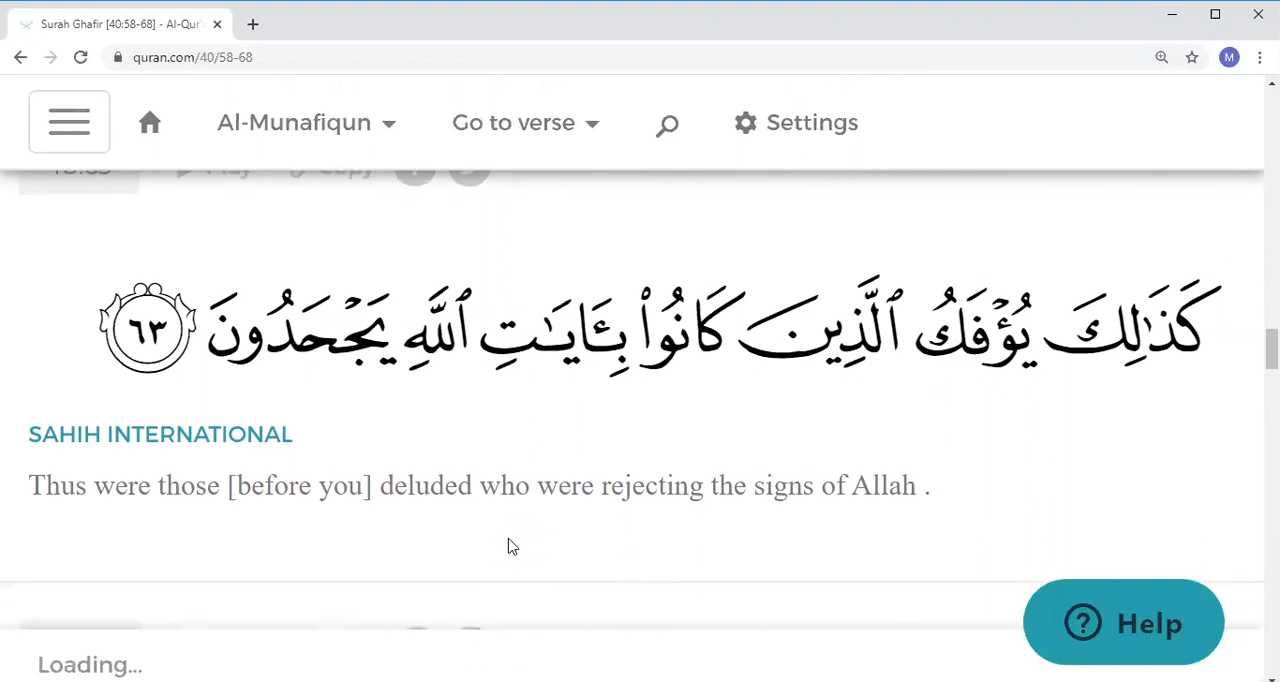 Surah Ghafir [40:58-68] - Al-Qur'
quran.com/40/58-68
M
Al-Munafiqun
Go to verse
Settings
كَذَٰلِكَ يُؤْفَكُ ٱلَّذِينَ كَانُوا۟ بِـَٔايَـٰتِ ٱللَّهِ يَجْحَدُونَ ٦٣
SAHIH INTERNATIONAL
Thus were those [before you] deluded who were rejecting the signs of Allah .
? Help
Loading...